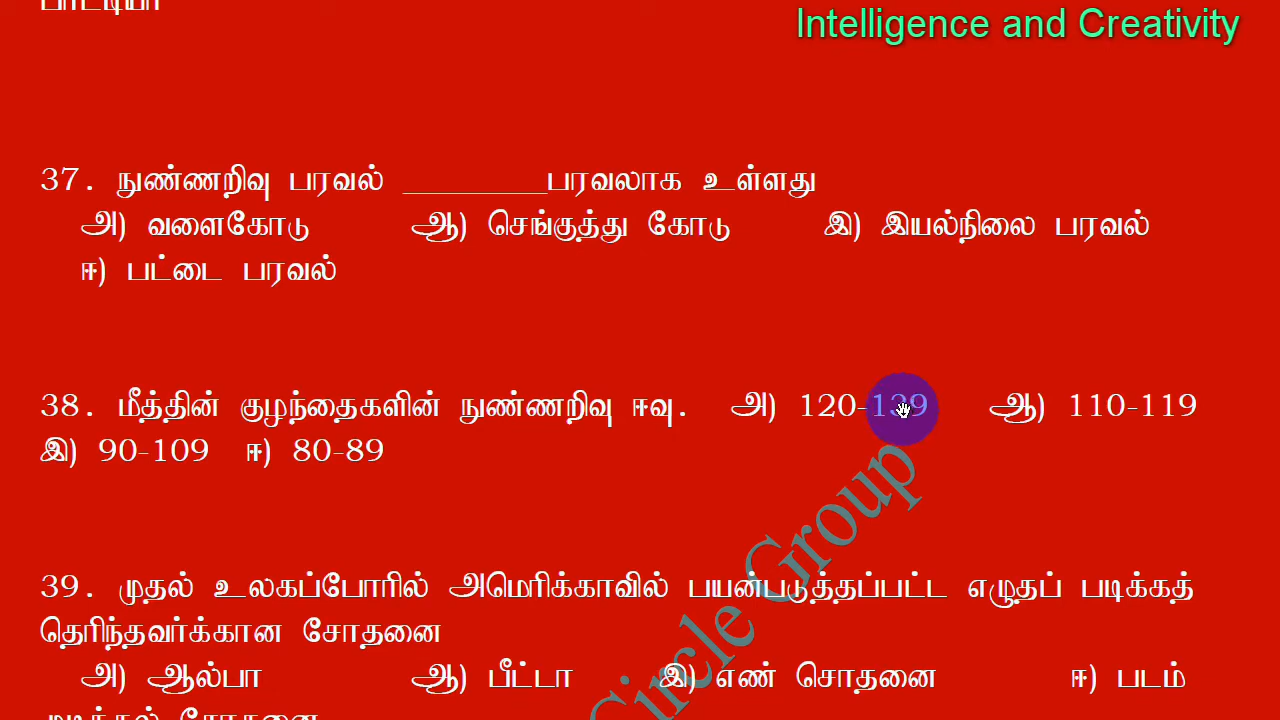 Intelligence and Creativity
37. நுண்ணறிவு பரவல் ________பரவலாக உள்ளது
அ) வளைகோடு ஆ) செங்குத்து கோடு இ) இயல்நிலை பரவல்
ஈ) பட்டை பரவல்
38. மீத்தின் குழந்தைகளின் நுண்ணறிவு ஈவு. அ) 120-139 ஆ) 110-119
இ) 90-109 ஈ) 80-89
39. முதல் உலகப்போரில் அமெரிக்காவில் பயன்படுத்தப்பட்ட எழுதப் படிக்கத்
தெரிந்தவர்க்கான சோதனை
அ) ஆல்பா ஆ) பீட்டா இ) எண் சொதனை ஈ) படம்
Circle Group